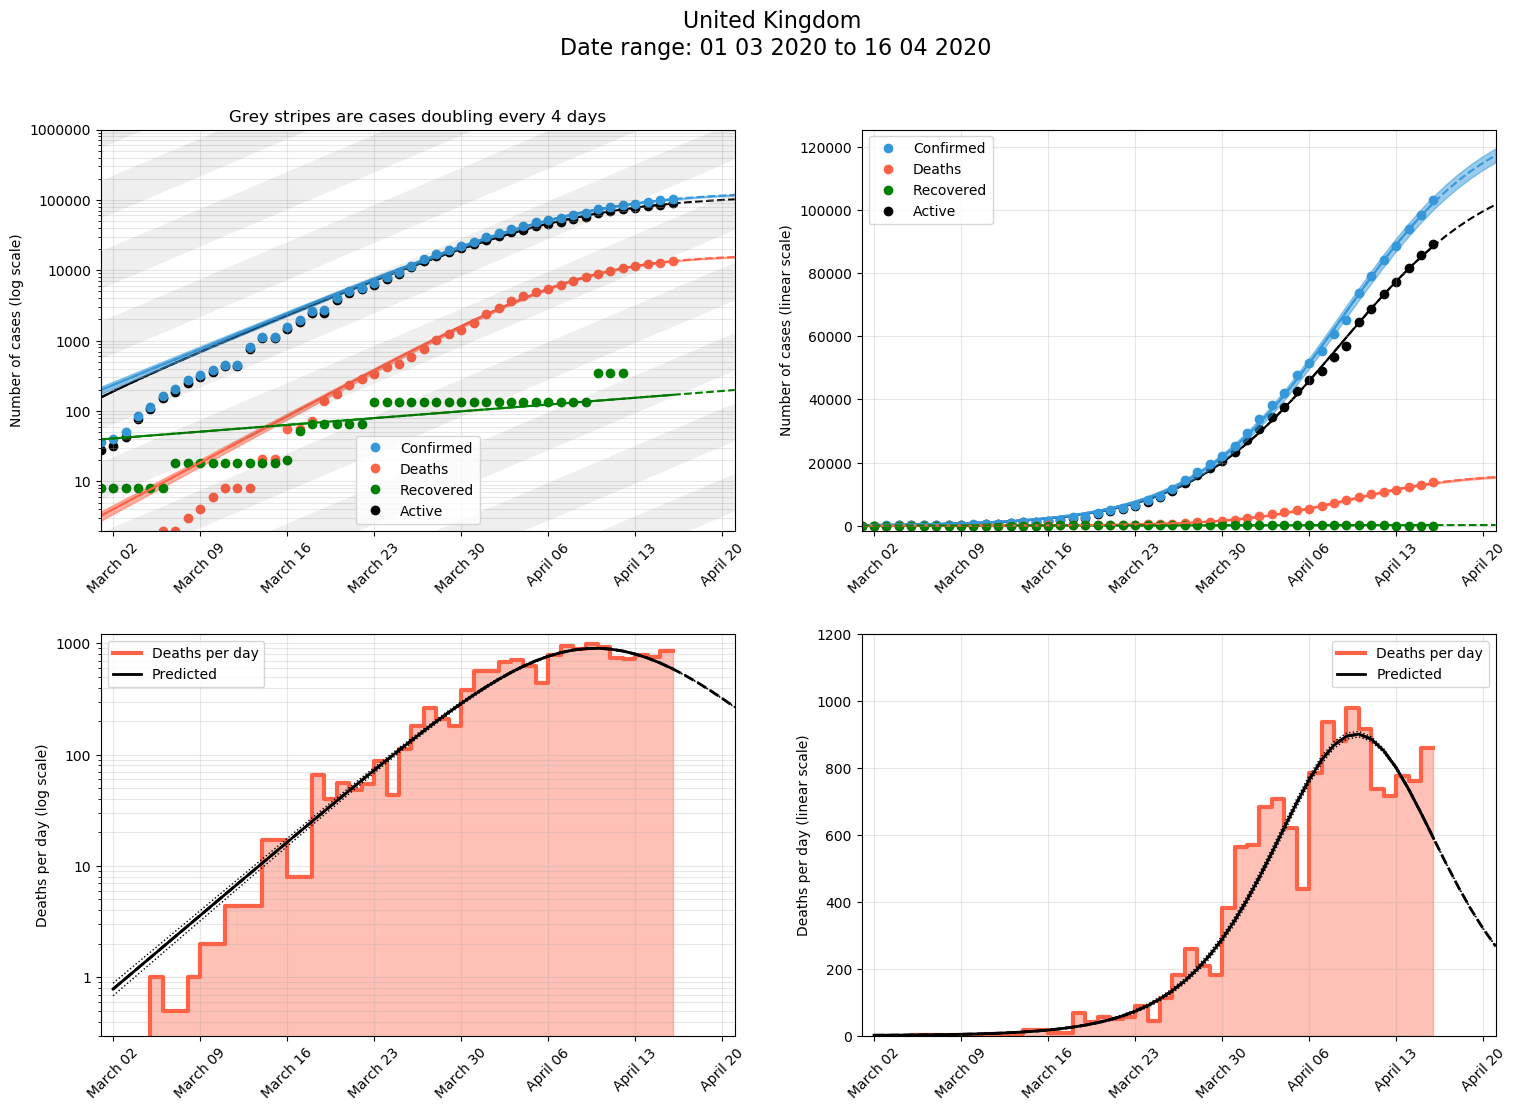 United Kingdom
Date range: 01 03 2020 to 16 04 2020
Grey stripes are cases doubling every 4 days
Number of cases (log scale)
1000000
100000
10000
1000
100
10
Confirmed
Deaths
Recovered
Active
March 02
March 09
March 16
March 23
March 30
April 06
April 13
April 20
Number of cases (linear scale)
120000
100000
80000
60000
40000
20000
0
Confirmed
Deaths
Recovered
Active
March 02
March 09
March 16
March 23
March 30
April 06
April 13
April 20
Deaths per day (log scale)
1000
100
10
1
Deaths per day
Predicted
March 02
March 09
March 16
March 23
March 30
April 06
April 13
April 20
Deaths per day (linear scale)
1200
1000
800
600
400
200
0
Deaths per day
Predicted
March 02
March 09
March 16
March 23
March 30
April 06
April 13
April 20